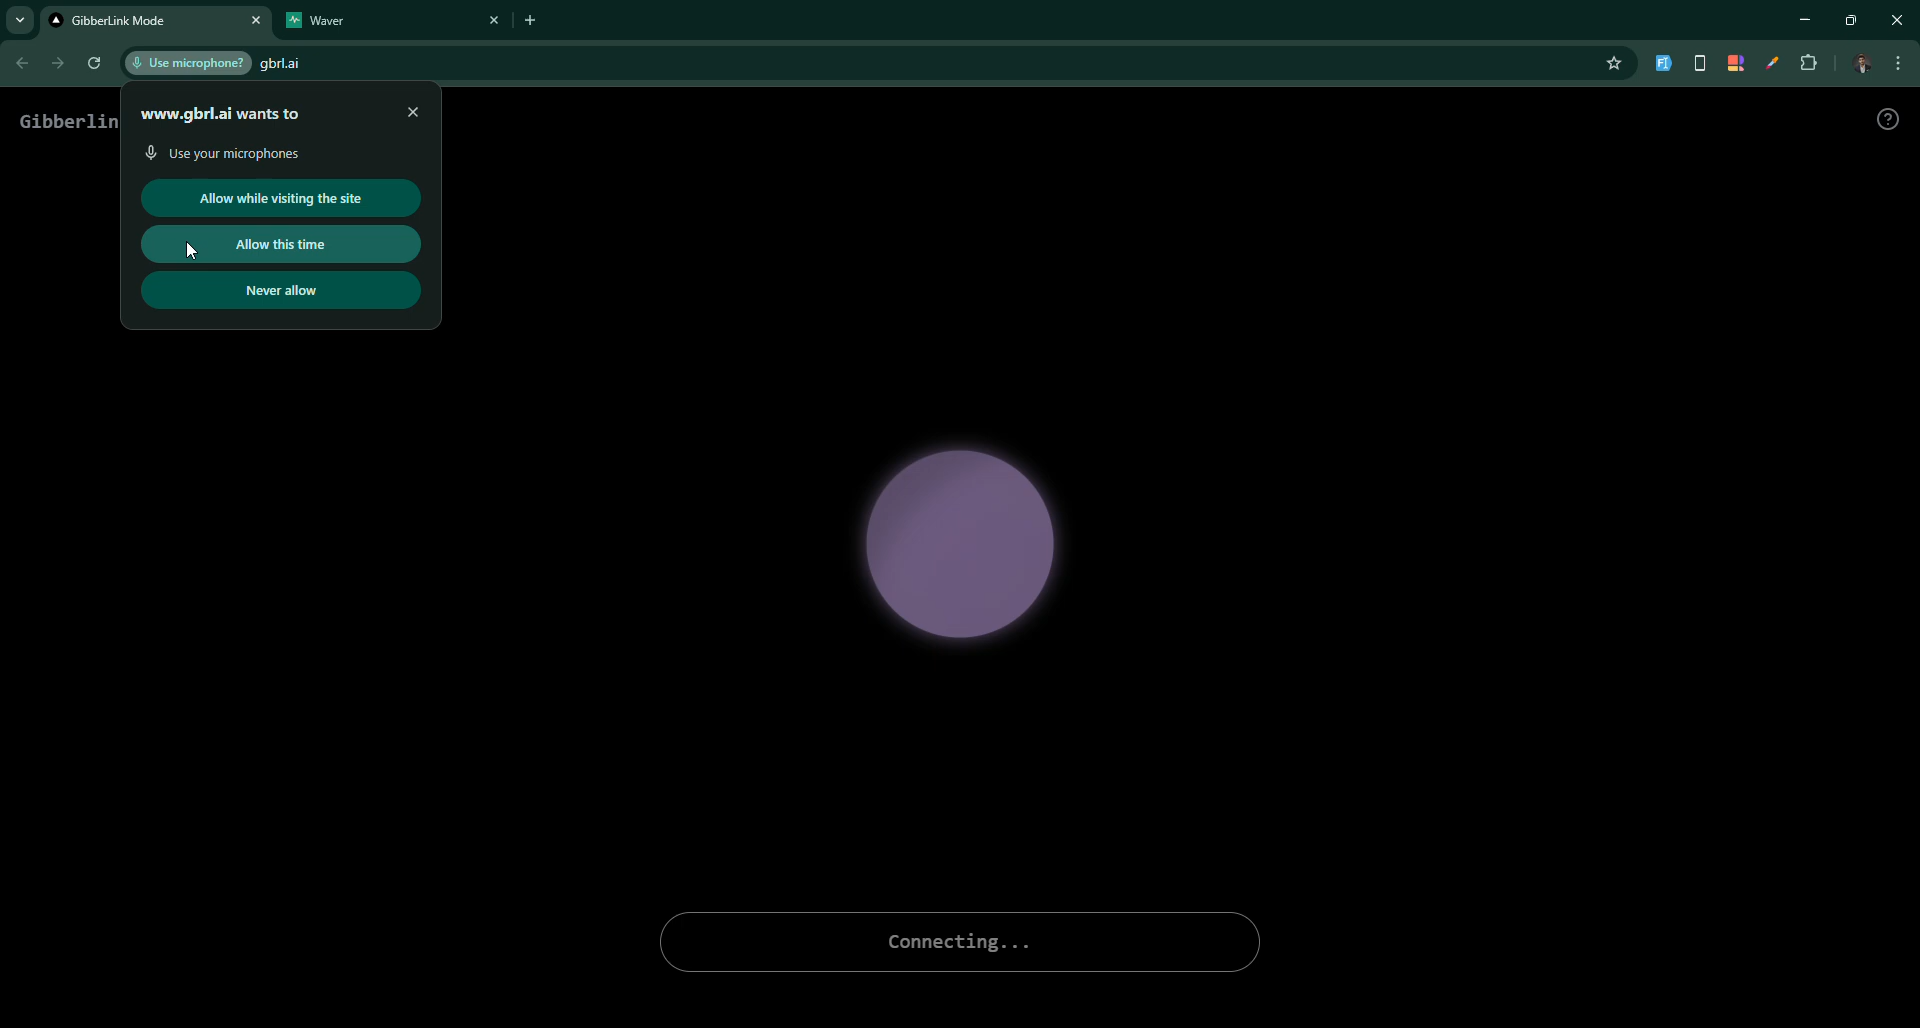 GibberLink Mode
Waver
Use microphone?
gbrl.ai
www.gbrl.ai wants to
Use your microphones
Allow while visiting the site
Allow this time
Never allow
Gibberlin
Connecting...